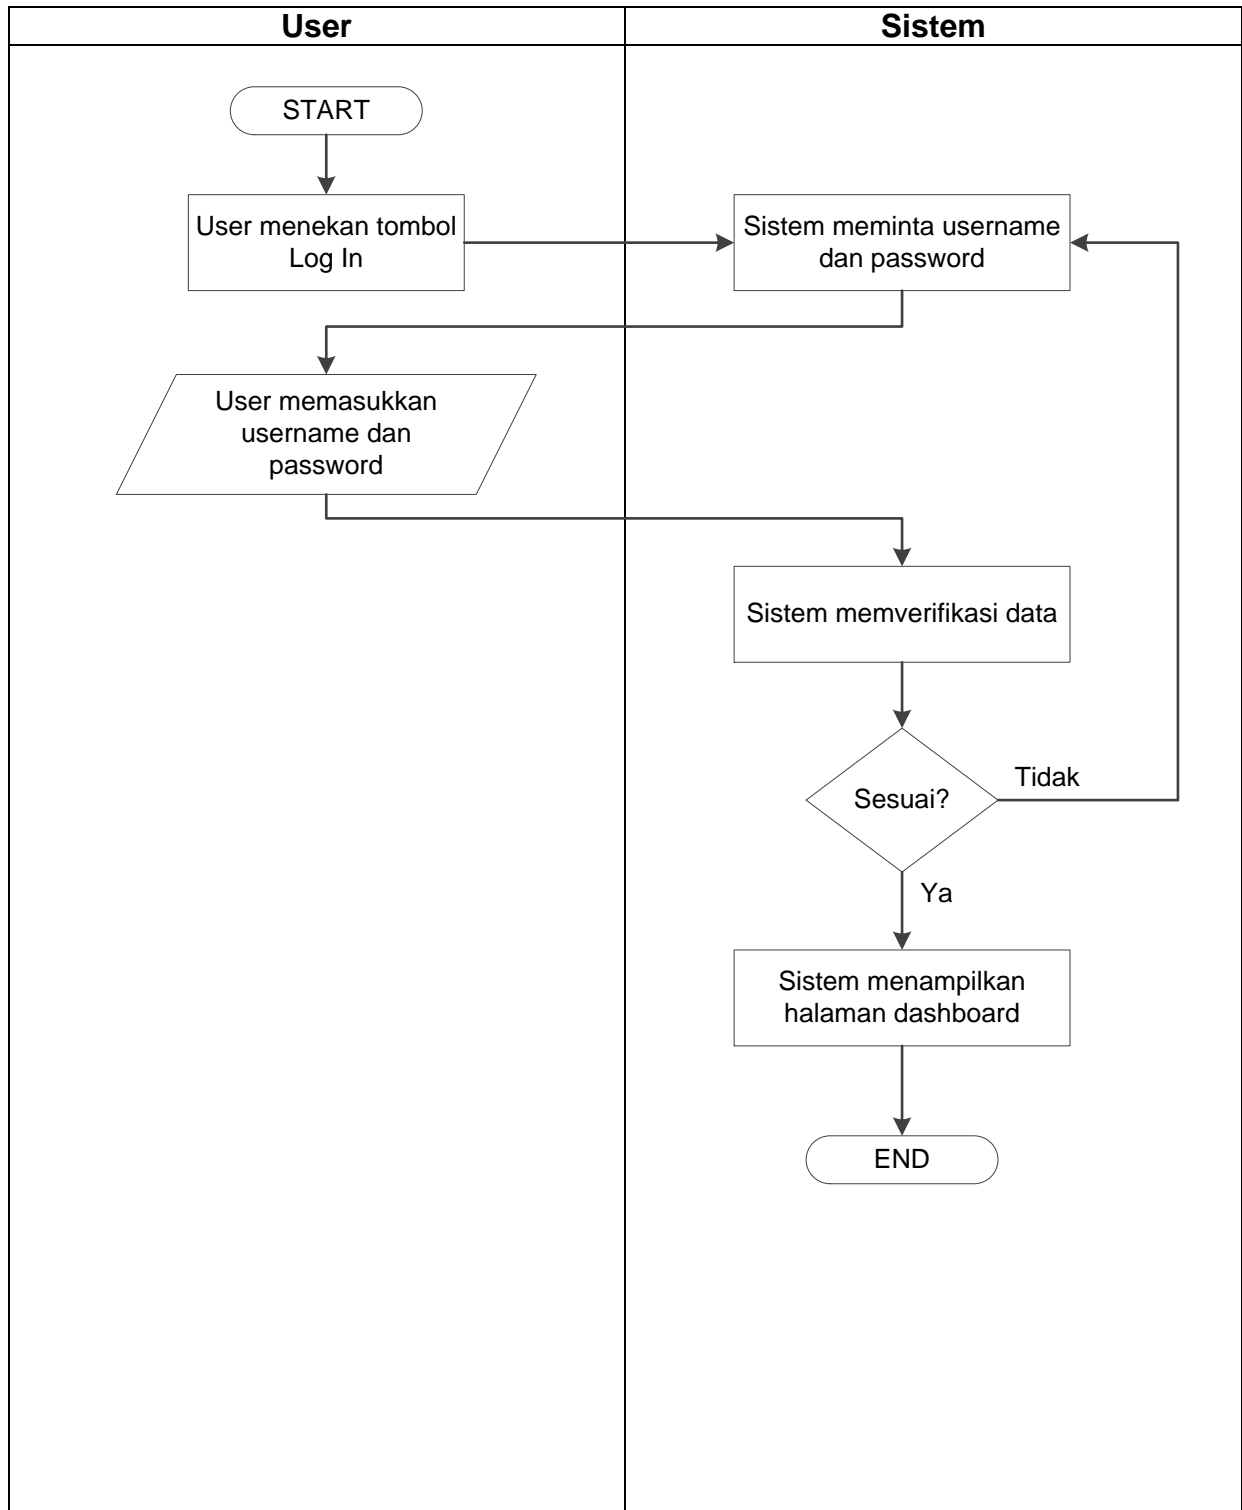 User
Sistem
START
User menekan tombol
Log In
Sistem meminta username
dan password
User memasukkan
username dan
password
Sistem memverifikasi data
Sesuai?
Tidak
Ya
Sistem menampilkan
halaman dashboard
END